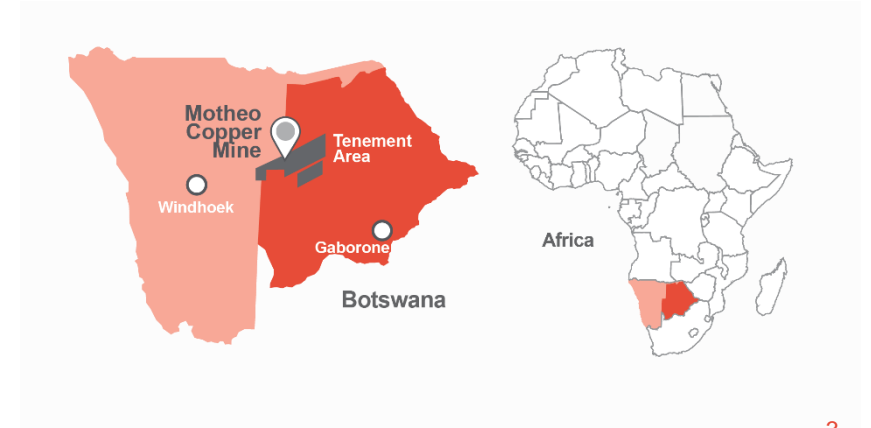 Motheo
Copper
Mine
Tenement
Area
Windhoek
Gaborone
Botswana
Africa